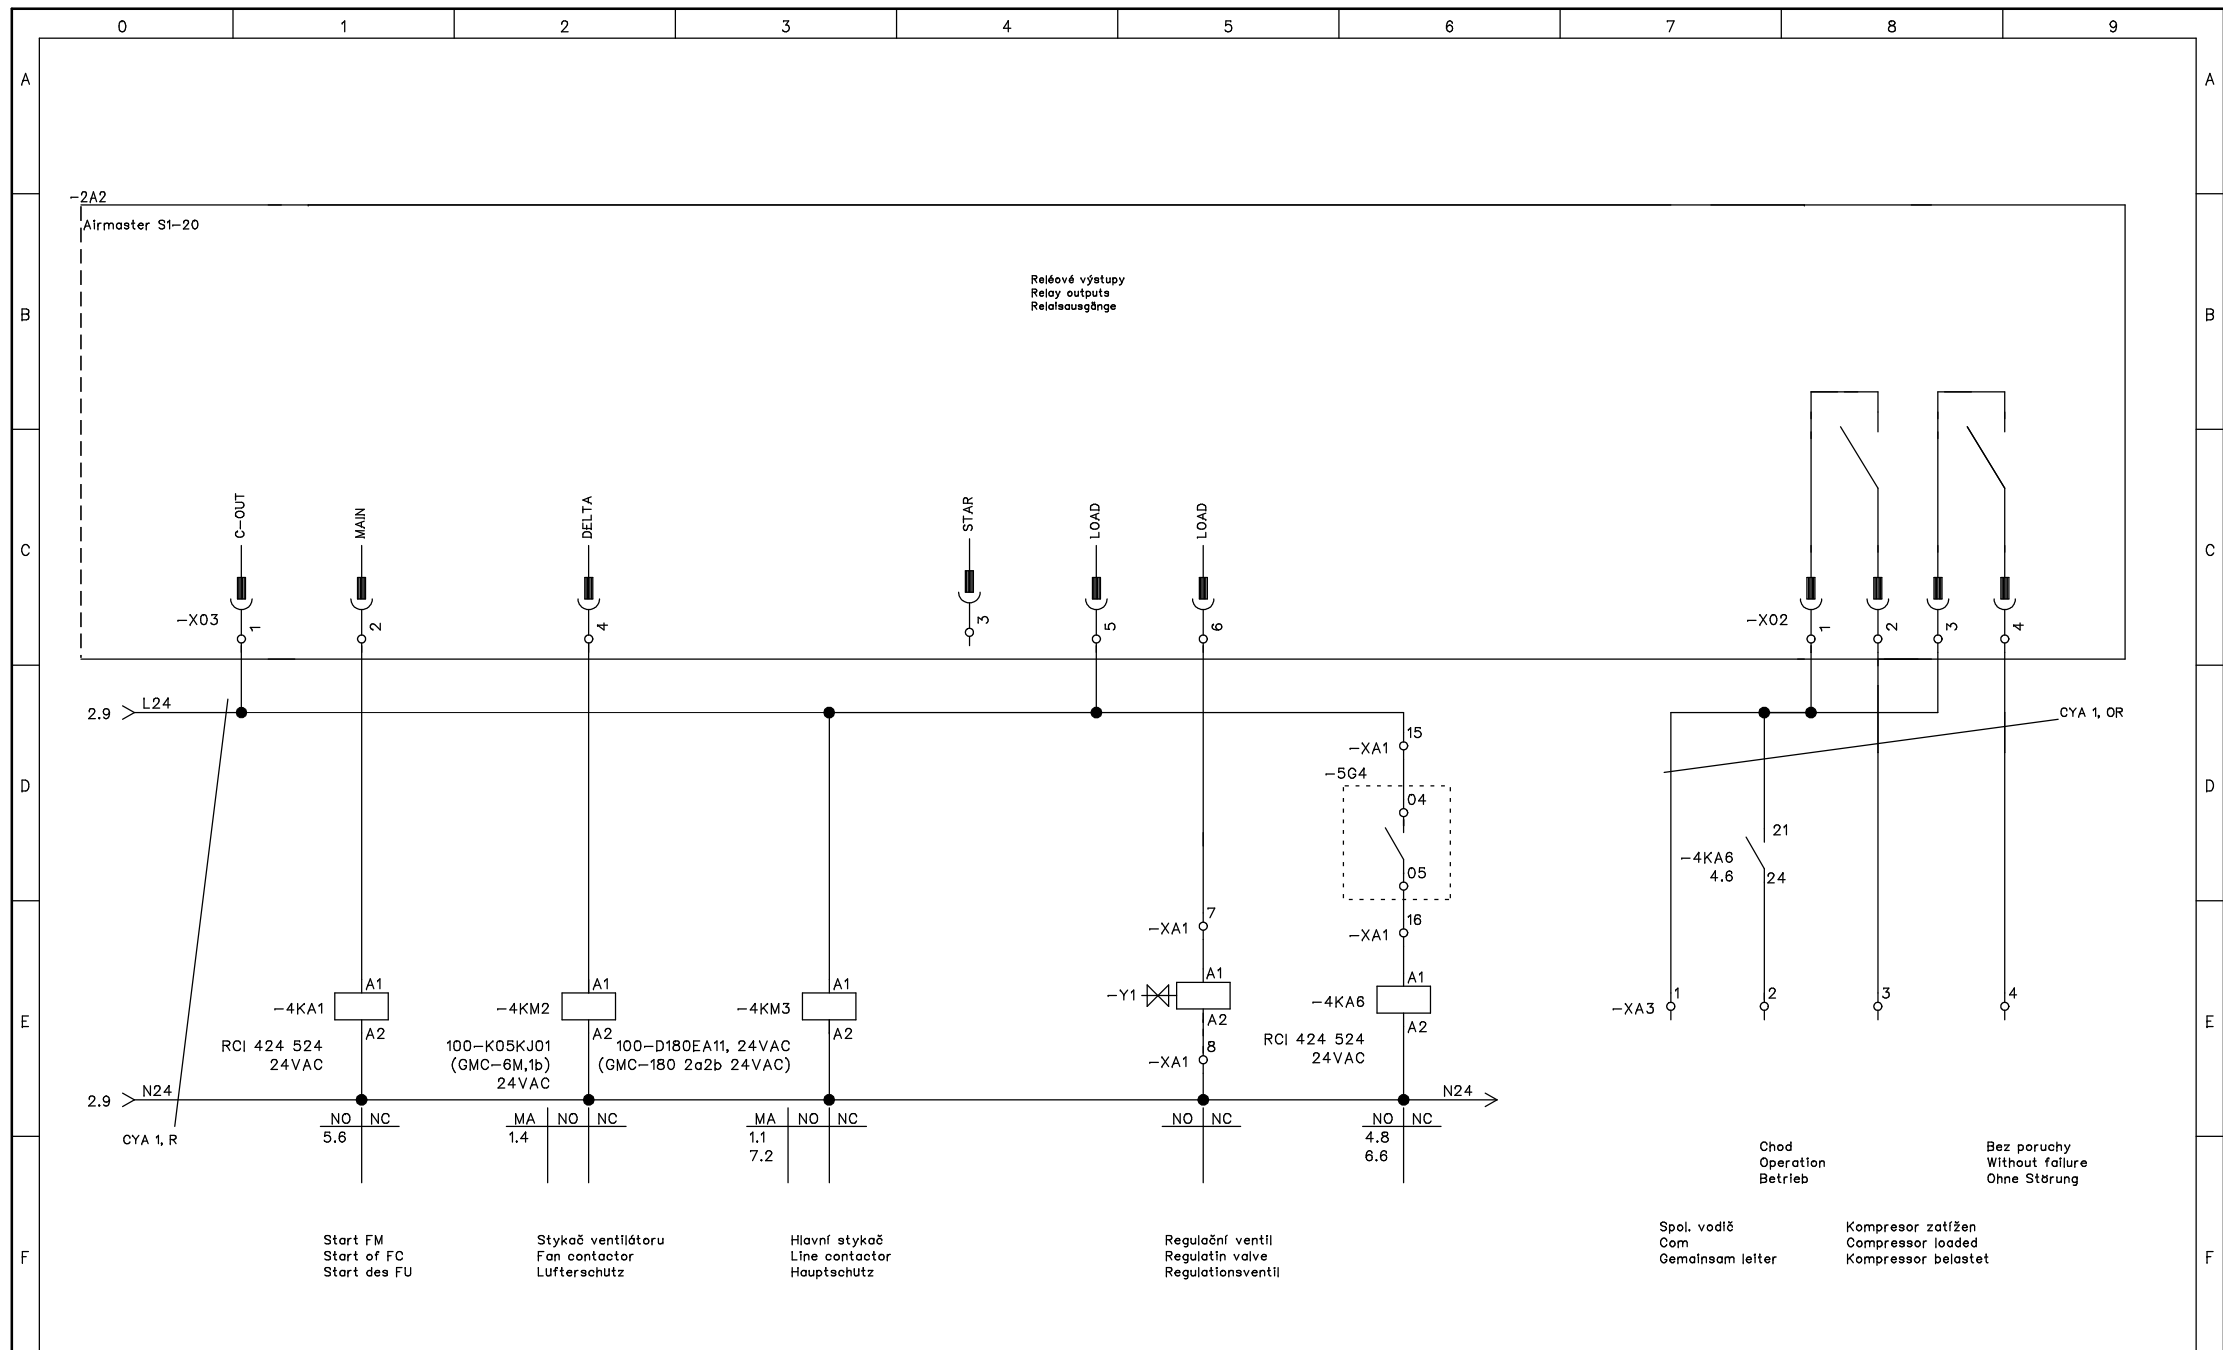 0 1 2 3 4 5 6 7 8 9
A A
-2A2
Airmaster S1-20
Reléové výstupy
Relay outputs
Relaisausgänge
B B
C-OUT MAIN DELTA STAR LOAD LOAD
C C
-X03 1 2 4 3 5 6 -X02 1 2 3 4
2.9 L24
CYA 1, OR
-XA1 15
-5G4
D D
04
21
-4KA6
4.6 24
05
-XA1 7
-XA1 16
A1 A1 A1 A1 A1
-4KA1 -4KM2 -4KM3 -Y1 -4KA6 -XA3 1 2 3 4
E E
A2 A2 A2 A2 A2
RCI 424 524
24VAC
100-K05KJ01
(GMC-6M,1b)
24VAC
100-D180EA11, 24VAC
(GMC-180 2a2b 24VAC)
-XA1 8
RCI 424 524
24VAC
2.9 N24 N24
CYA 1, R
NO NC
5.6
MA NO NC
1.4
MA NO NC
1.1
7.2
NO NC
NO NC
4.8
6.6
Chod
Operation
Betrieb
Bez poruchy
Without failure
Ohne Störung
F F
Start FM
Start of FC
Start des FU
Stykač ventilátoru
Fan contactor
Lüfterschütz
Hlavní stykač
Line contactor
Hauptschütz
Regulační ventil
Regulatin valve
Regulationsventil
Spol. vodič
Com
Gemainsam leiter
Kompresor zatížen
Compressor loaded
Kompressor belastet